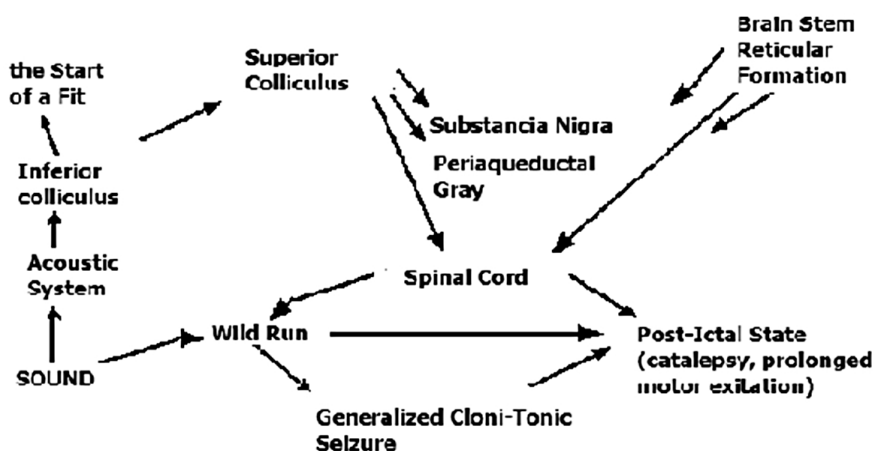 the Start
of a Fit
Superior
Colliculus
Brain Stem
Reticular
Formation
Substancia Nigra
Periaqueductal
Gray
Inferior
colliculus
Acoustic
System
Spinal Cord
SOUND
Wild Run
Post-Ictal State
(catalepsy, prolonged
motor exitation)
Generalized Cloni-Tonic
Seizure